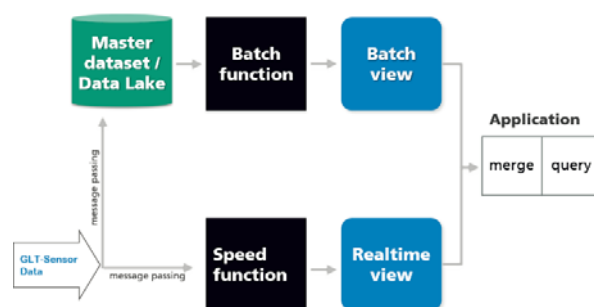 Master
dataset /
Data Lake
Batch
function
Batch
view
Application
merge
query
message passing
GLT-Sensor
Data
message passing
Speed
function
Realtime
view